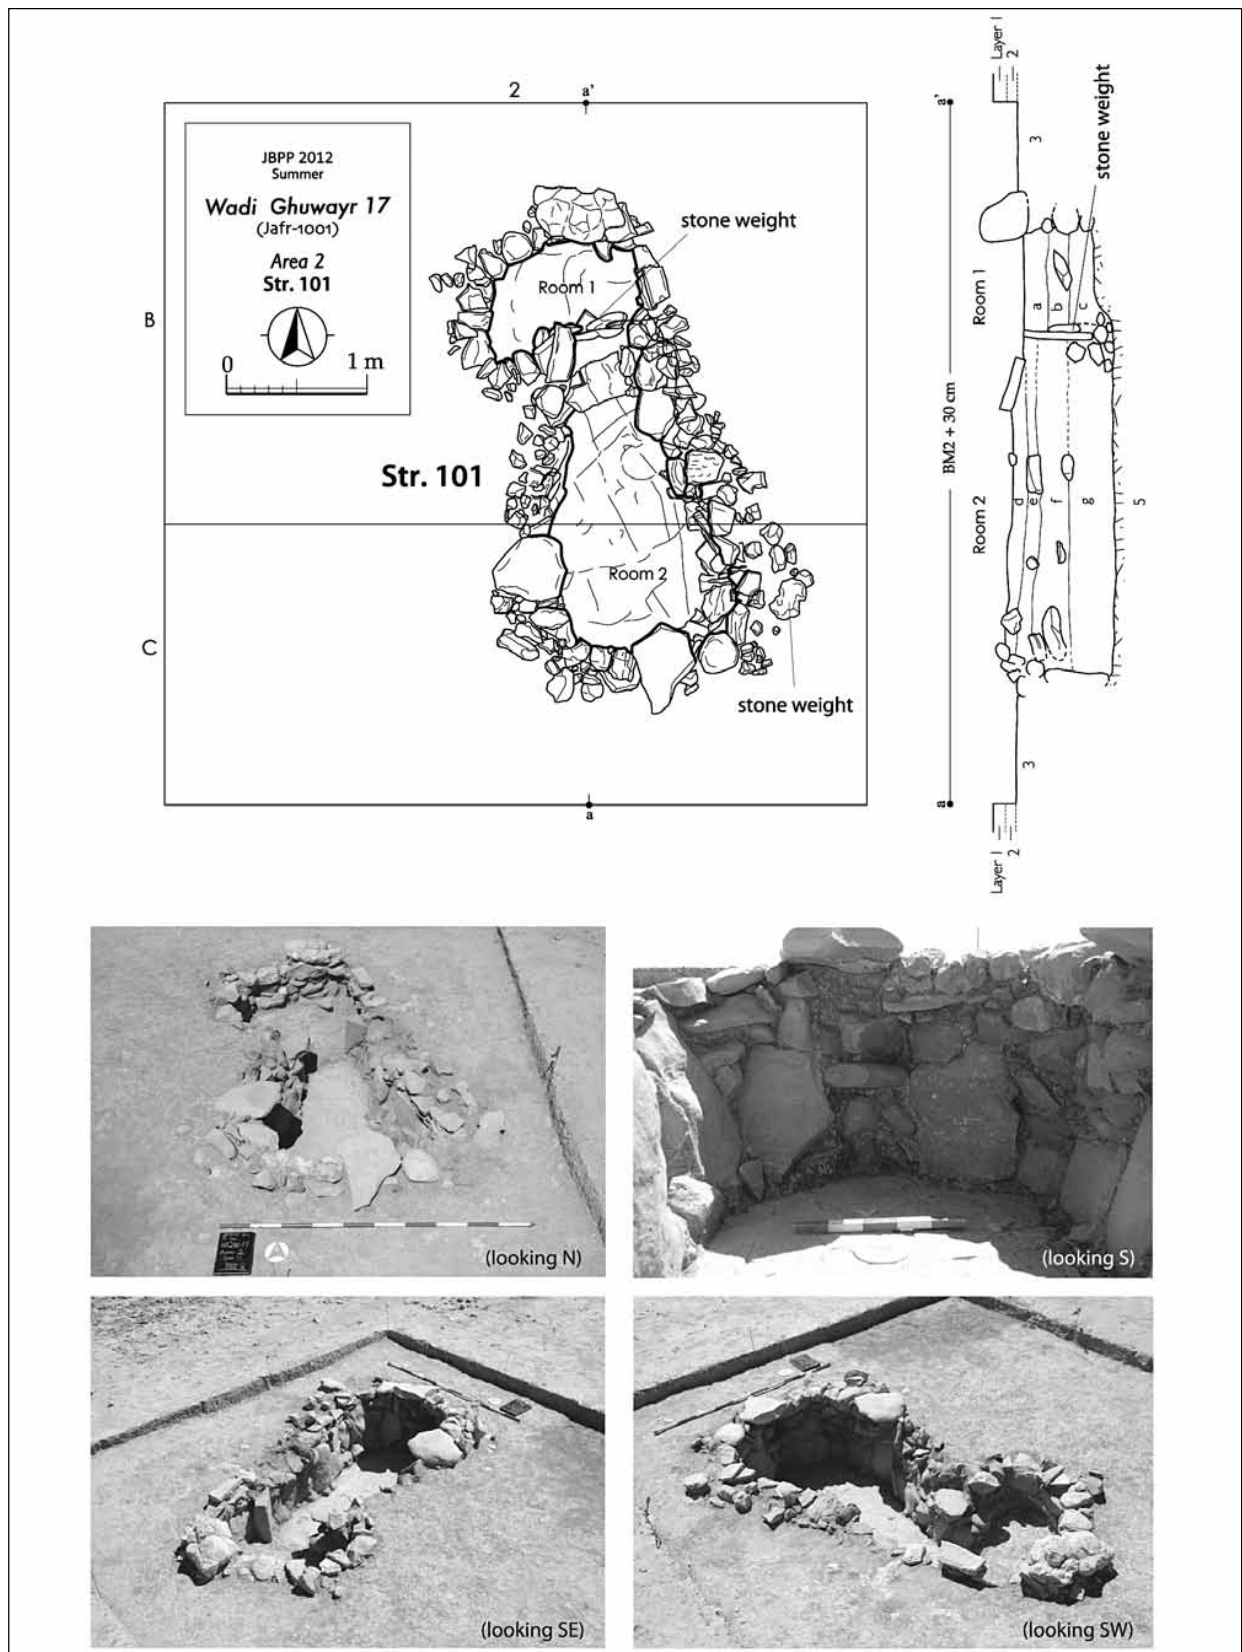 2
a'
JBPP 2012
Summer
Wadi Ghuwayr 17
(Jafr-1001)
Area 2
Str. 101
0 1 m
B
C
stone weight
Room 1
Str. 101
Room 2
stone weight
a
a'
BM2 + 30 cm
a
Layer 1
2
3
stone weight
Room 1
a
b
c
Room 2
d
e
f
g
5
3
Layer 1
2
(looking N)
(looking S)
(looking SE)
(looking SW)